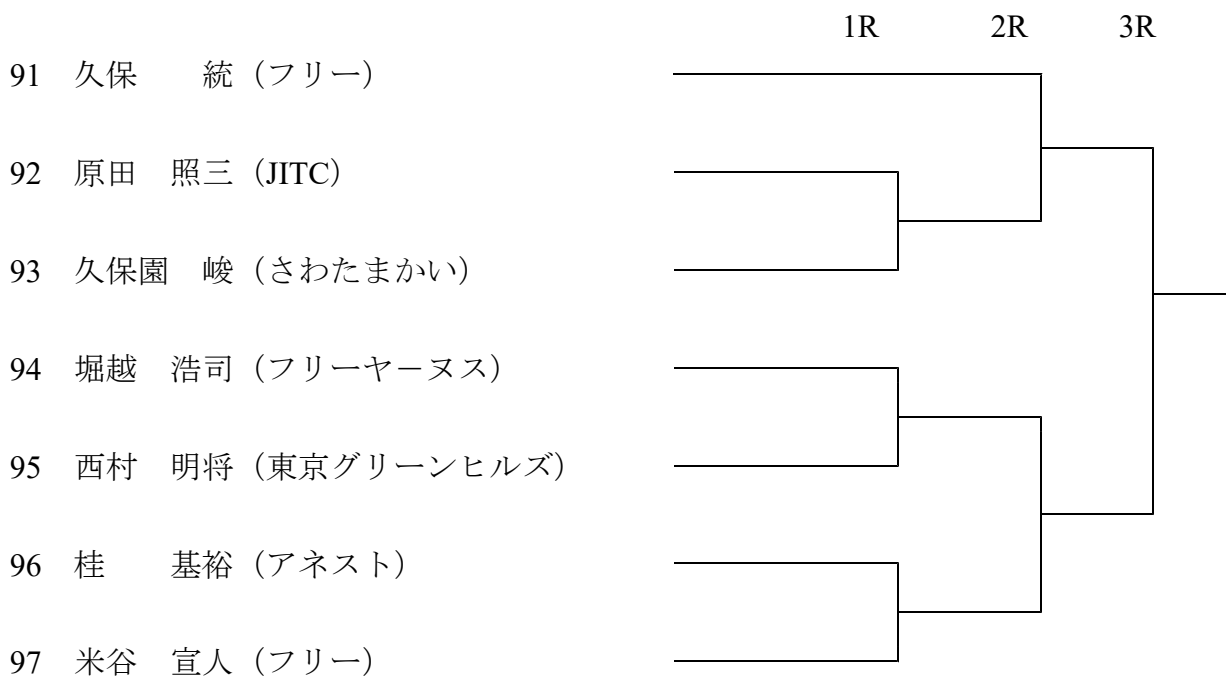 1R 2R 3R
91 久保　　統（フリー）
92 原田　照三（JITC）
93 久保園　峻（さわたまかい）
94 堀越　浩司（フリーヤ－ヌス）
95 西村　明将（東京グリーンヒルズ）
96 桂　　基裕（アネスト）
97 米谷　宣人（フリー）